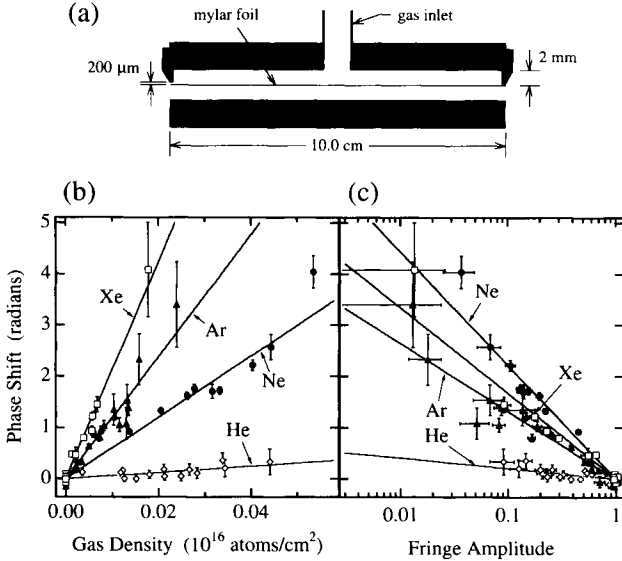 (a)
mylar foil
gas inlet
200 μm
2 mm
10.0 cm
(b)
(c)
Phase Shift (radians)
5
4
3
2
1
0
Xe
Ar
Ne
He
Ne
Xe
Ar
He
0.00
0.02
0.04
0.01
0.1
1.0
Gas Density (10^16 atoms/cm^2)
Fringe Amplitude